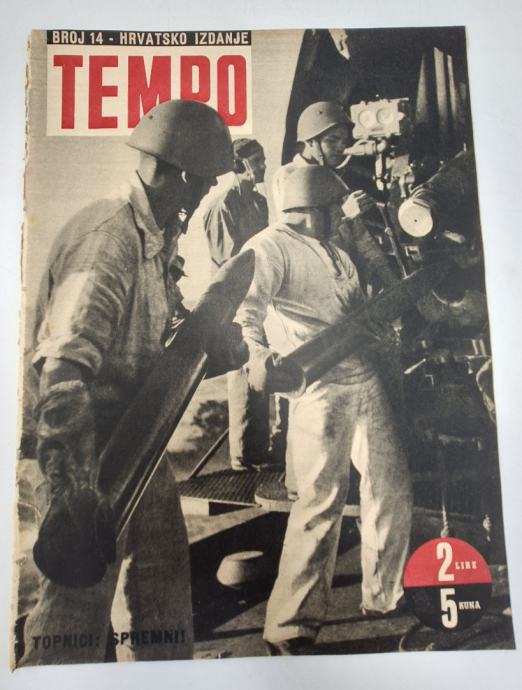 BROJ 14 - HRVATSKO IZDANJE
TEMPO
2 LIRE
5 KUNA
TOPNICI: SPREMNI!